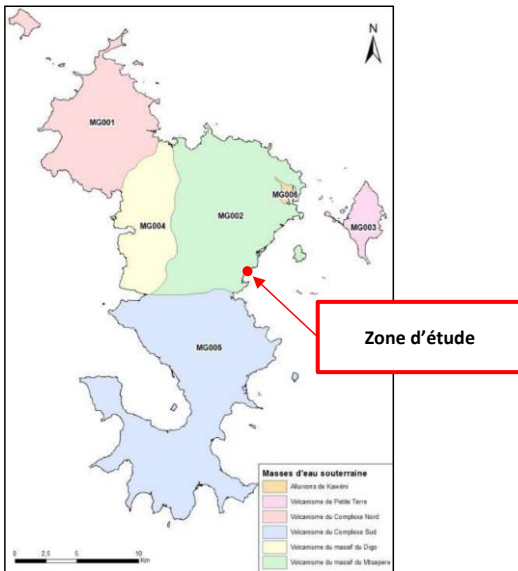 N
MG001
MG006
MG004
MG002
MG003
Zone d'étude
MG005
Masses d'eau souterraine
Alluvions de Kawéni
Volcanisme de Petite Terre
Volcanisme du Complexe Nord
Volcanisme du Complexe Sud
Volcanisme du massif du Digo
Volcanisme du massif du Mtsapere
0 2,5 5 10
Km